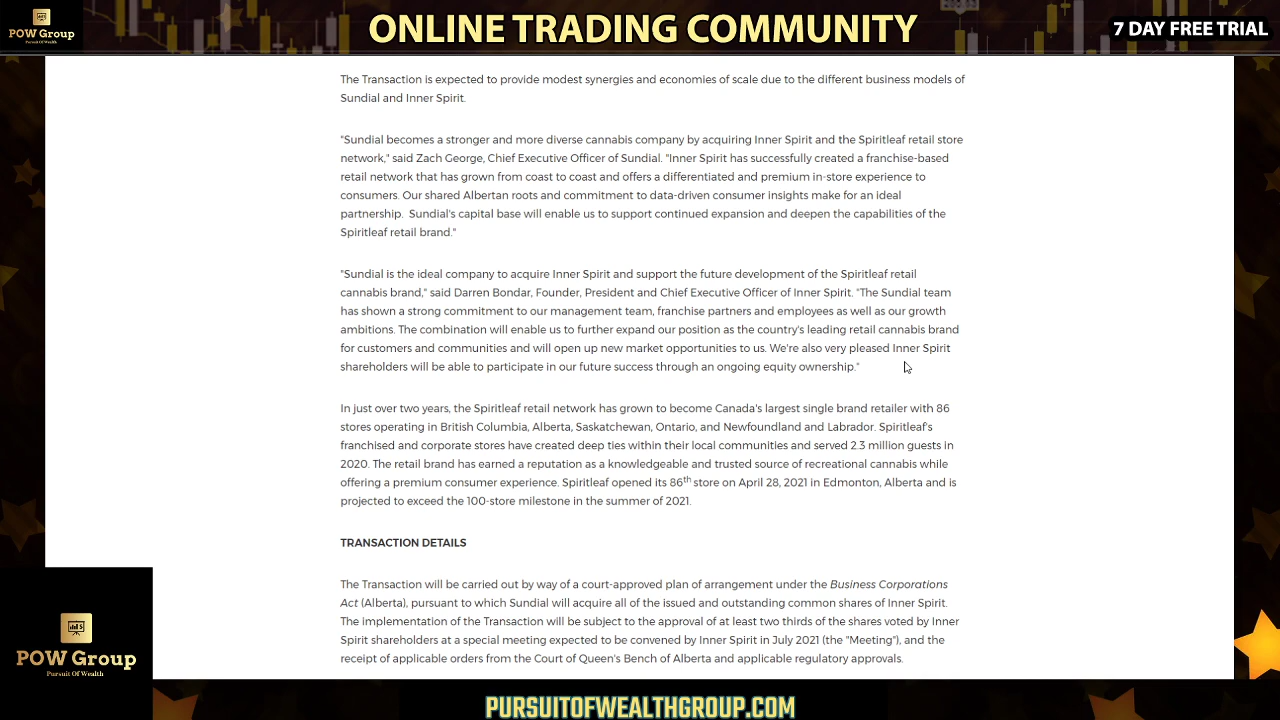 POW Group
Pursuit Of Wealth
ONLINE TRADING COMMUNITY
7 DAY FREE TRIAL
The Transaction is expected to provide modest synergies and economies of scale due to the different business models of
Sundial and Inner Spirit.
"Sundial becomes a stronger and more diverse cannabis company by acquiring Inner Spirit and the Spiritleaf retail store
network," said Zach George, Chief Executive Officer of Sundial. "Inner Spirit has successfully created a franchise-based
retail network that has grown from coast to coast and offers a differentiated and premium in-store experience to
consumers. Our shared Albertan roots and commitment to data-driven consumer insights make for an ideal
partnership.  Sundial's capital base will enable us to support continued expansion and deepen the capabilities of the
Spiritleaf retail brand."
"Sundial is the ideal company to acquire Inner Spirit and support the future development of the Spiritleaf retail
cannabis brand," said Darren Bondar, Founder, President and Chief Executive Officer of Inner Spirit. "The Sundial team
has shown a strong commitment to our management team, franchise partners and employees as well as our growth
ambitions. The combination will enable us to further expand our position as the country's leading retail cannabis brand
for customers and communities and will open up new market opportunities to us. We're also very pleased Inner Spirit
shareholders will be able to participate in our future success through an ongoing equity ownership."
In just over two years, the Spiritleaf retail network has grown to become Canada's largest single brand retailer with 86
stores operating in British Columbia, Alberta, Saskatchewan, Ontario, and Newfoundland and Labrador. Spiritleaf's
franchised and corporate stores have created deep ties within their local communities and served 2.3 million guests in
2020. The retail brand has earned a reputation as a knowledgeable and trusted source of recreational cannabis while
offering a premium consumer experience. Spiritleaf opened its 86th store on April 28, 2021 in Edmonton, Alberta and is
projected to exceed the 100-store milestone in the summer of 2021.
TRANSACTION DETAILS
The Transaction will be carried out by way of a court-approved plan of arrangement under the Business Corporations
Act (Alberta), pursuant to which Sundial will acquire all of the issued and outstanding common shares of Inner Spirit.
The implementation of the Transaction will be subject to the approval of at least two thirds of the shares voted by Inner
Spirit shareholders at a special meeting expected to be convened by Inner Spirit in July 2021 (the "Meeting"), and the
receipt of applicable orders from the Court of Queen's Bench of Alberta and applicable regulatory approvals.
POW Group
Pursuit Of Wealth
PURSUITOFWEALTHGROUP.COM